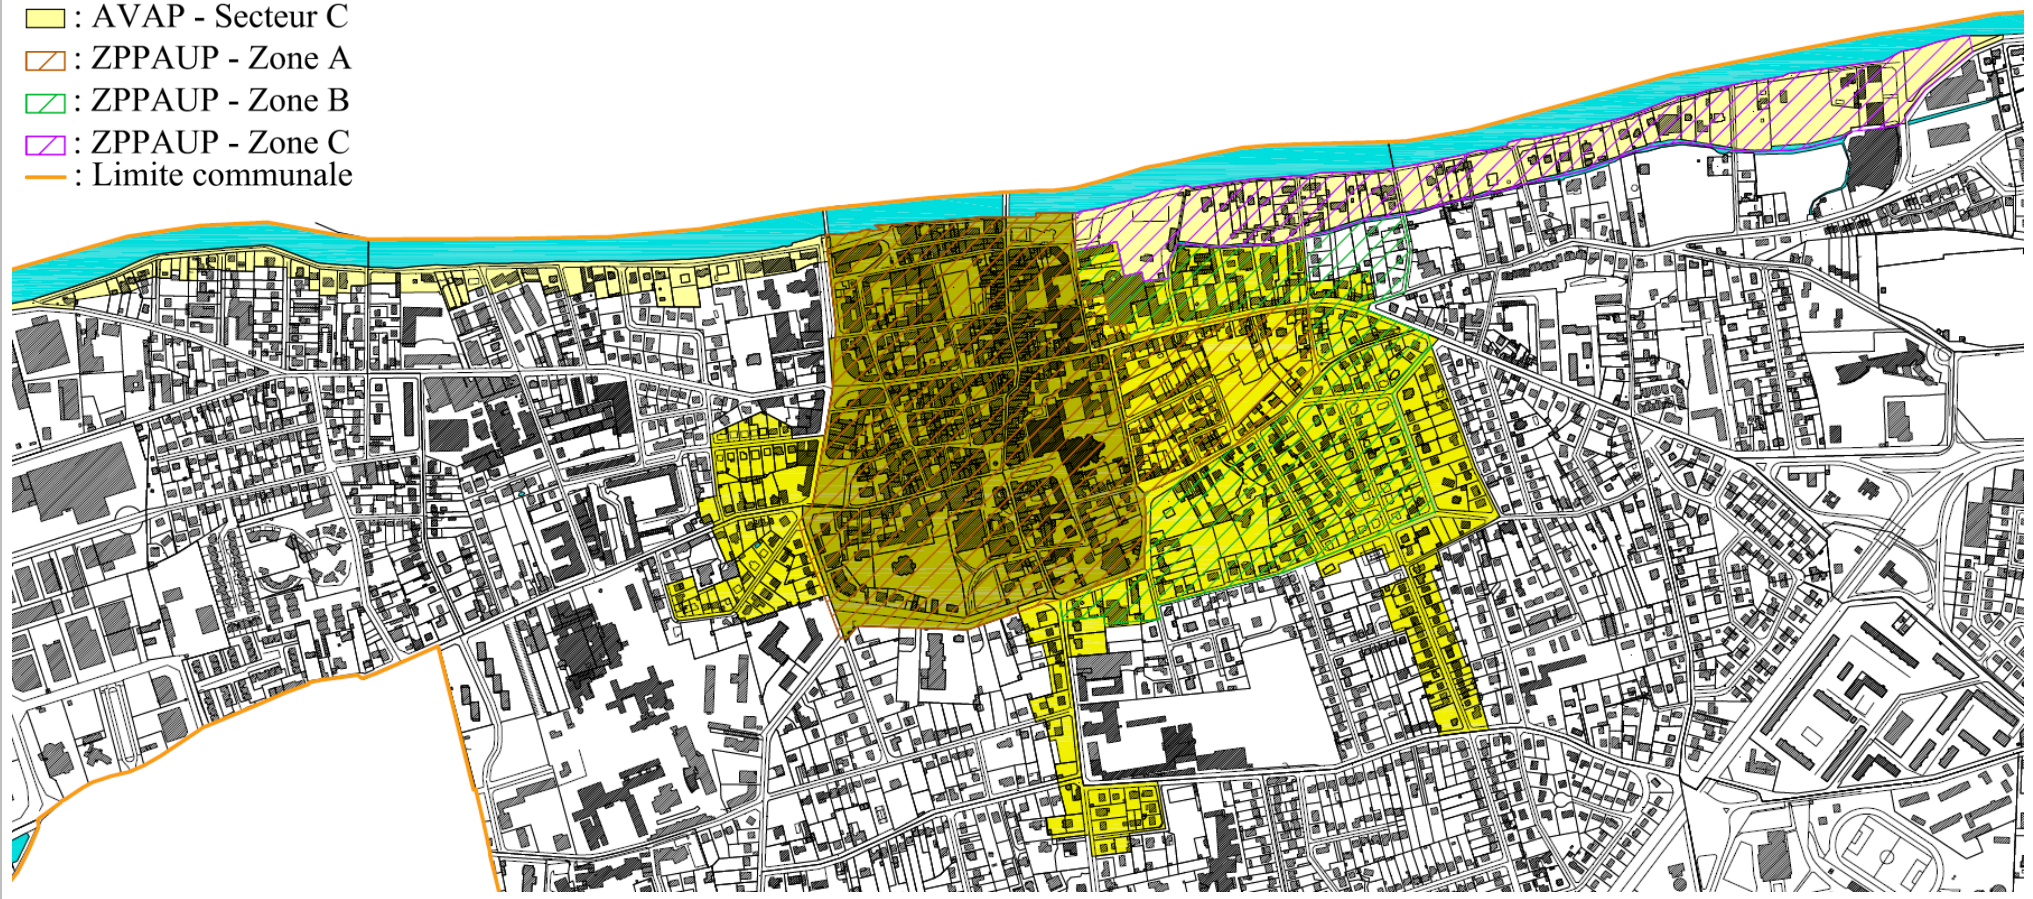 : AVAP - Secteur C
: ZPPAUP - Zone A
: ZPPAUP - Zone B
: ZPPAUP - Zone C
: Limite communale